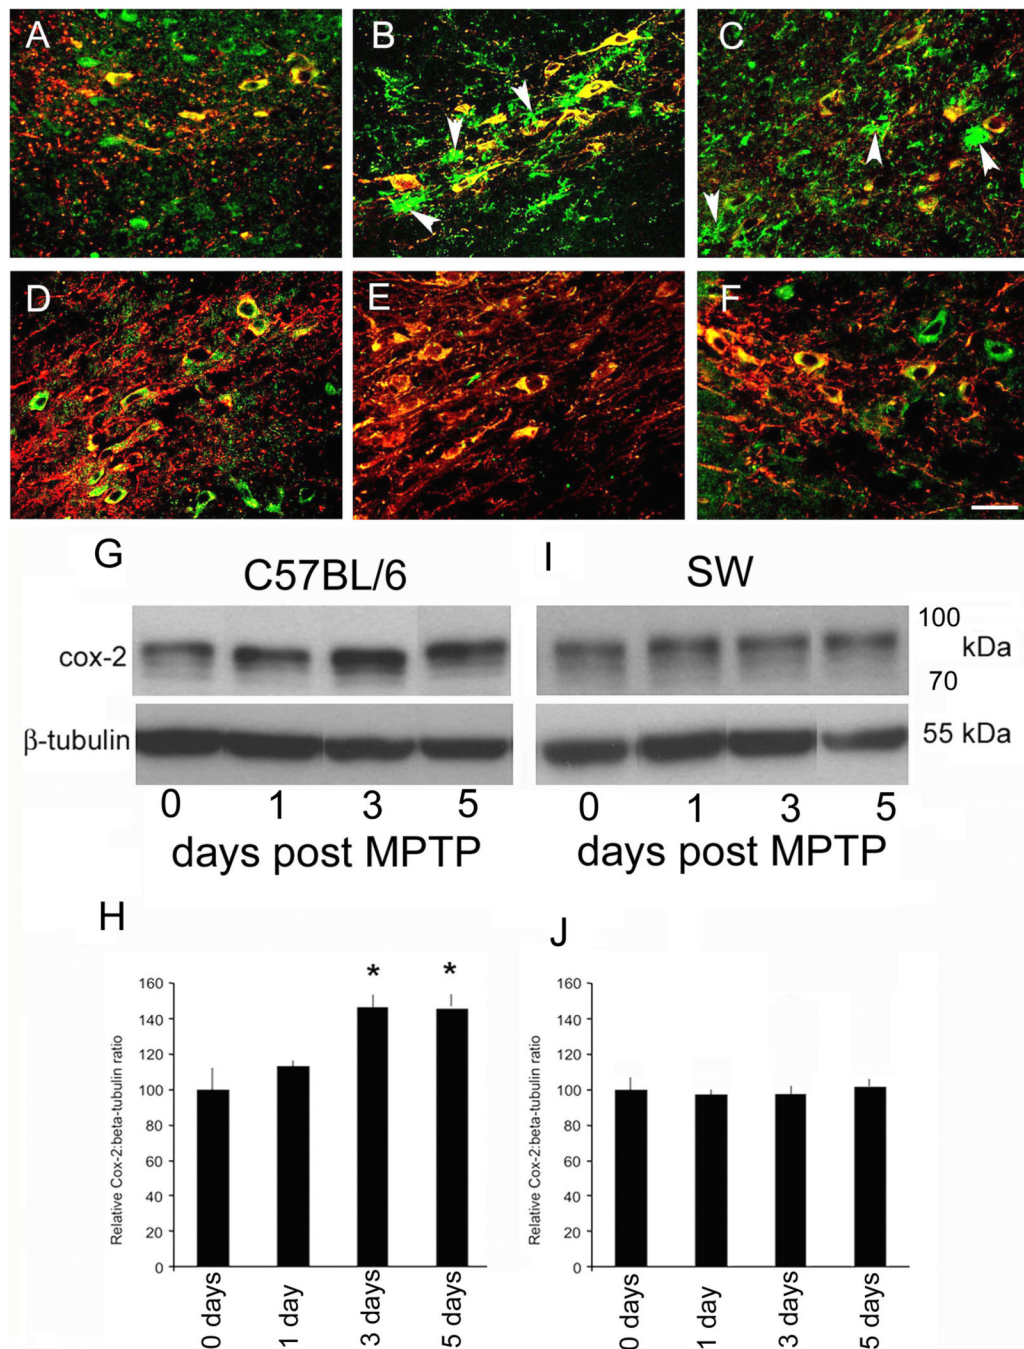 A B C
D E F
G I
C57BL/6 SW
cox-2 100 kDa
70
β-tubulin 55 kDa
0 1 3 5 0 1 3 5
days post MPTP days post MPTP
H J
* *
Relative Cox-2:beta-tubulin ratio
160
140
120
100
80
60
40
20
0
0 days 1 day 3 days 5 days
Relative Cox-2:beta-tubulin ratio
160
140
120
100
80
60
40
20
0
0 days 1 day 3 days 5 days